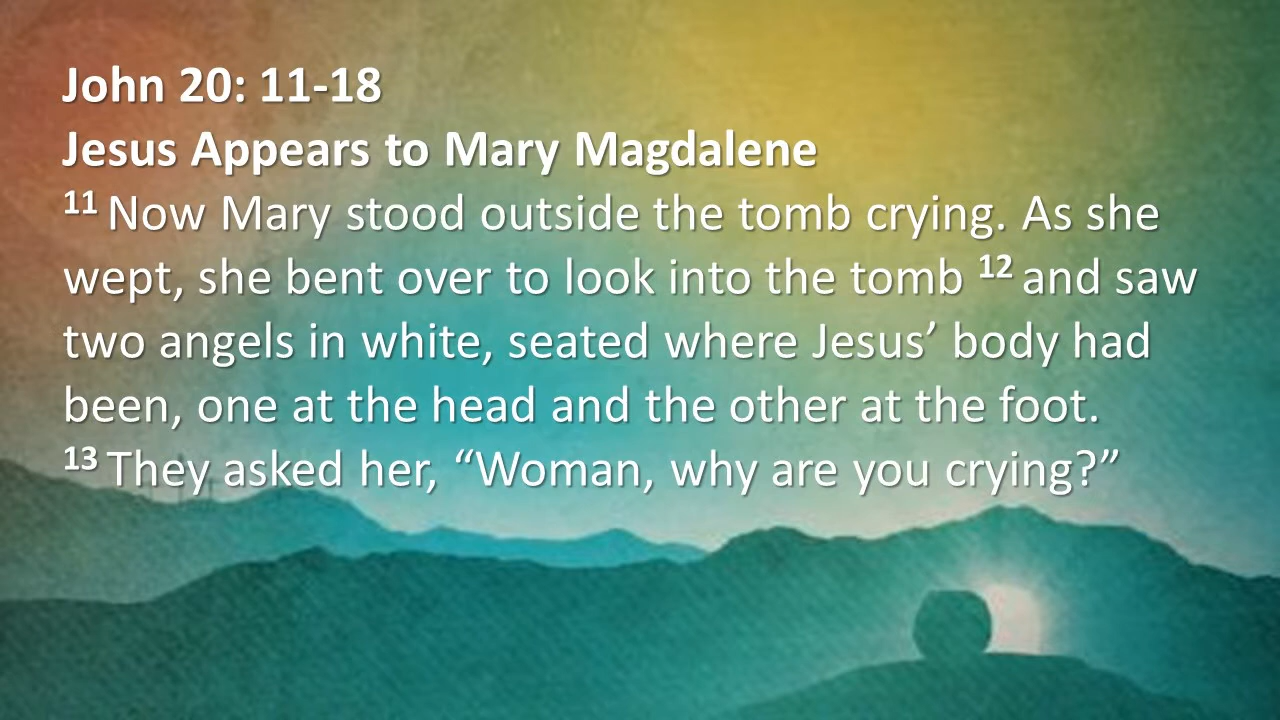 John 20: 11-18
Jesus Appears to Mary Magdalene
11 Now Mary stood outside the tomb crying. As she
wept, she bent over to look into the tomb 12 and saw
two angels in white, seated where Jesus’ body had
been, one at the head and the other at the foot.
13 They asked her, “Woman, why are you crying?”